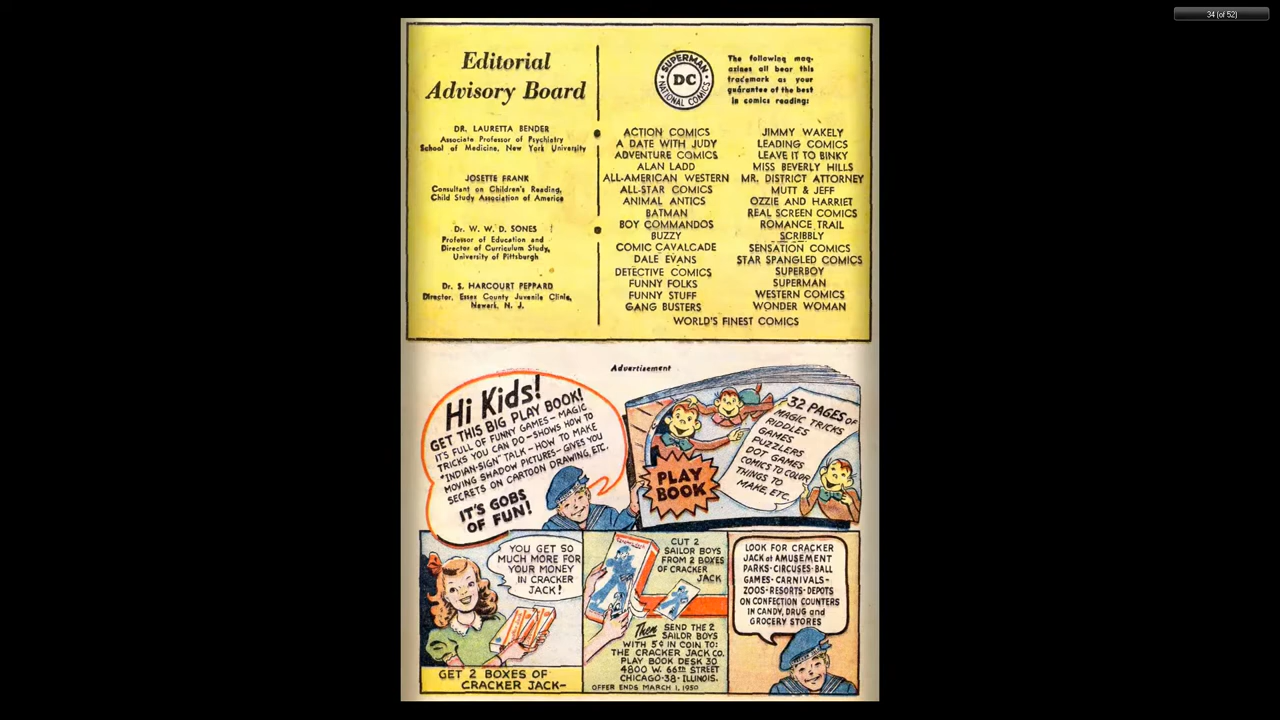 34 (of 52)
Editorial
Advisory Board
DR. LAURETTA BENDER
Associate Professor of Psychiatry
School of Medicine, New York University
JOSETTE FRANK
Consultant on Children's Reading,
Child Study Association of America
Dr. W. W. D. SONES
Professor of Education and
Director of Curriculum Study,
University of Pittsburgh
Dr. S. HARCOURT PEPPARD
Director, Essex County Juvenile Clinic,
Newark, N. J.
SUPERMAN
DC
NATIONAL COMICS
The following mag-
azines all bear this
trademark as your
guarantee of the best
in comics reading:
ACTION COMICS
A DATE WITH JUDY
ADVENTURE COMICS
ALAN LADD
ALL-AMERICAN WESTERN
ALL-STAR COMICS
ANIMAL ANTICS
BATMAN
BOY COMMANDOS
BUZZY
COMIC CAVALCADE
DALE EVANS
DETECTIVE COMICS
FUNNY FOLKS
FUNNY STUFF
GANG BUSTERS
JIMMY WAKELY
LEADING COMICS
LEAVE IT TO BINKY
MISS BEVERLY HILLS
MR. DISTRICT ATTORNEY
MUTT & JEFF
OZZIE AND HARRIET
REAL SCREEN COMICS
ROMANCE TRAIL
SCRIBBLY
SENSATION COMICS
STAR SPANGLED COMICS
SUPERBOY
SUPERMAN
WESTERN COMICS
WONDER WOMAN
WORLD'S FINEST COMICS
Advertisement
Hi Kids!
GET THIS BIG PLAY BOOK!
IT'S FULL OF FUNNY GAMES - MAGIC
TRICKS YOU CAN DO - SHOWS HOW TO
"INDIAN-SIGN" TALK - HOW TO MAKE
MOVING SHADOW PICTURES - GIVES YOU
SECRETS ON CARTOON DRAWING, ETC.
IT'S GOBS
OF FUN!
PLAY
BOOK
32 PAGES OF
MAGIC TRICKS
RIDDLES
GAMES
PUZZLERS
DOT GAMES
COMICS TO COLOR
THINGS TO
MAKE, ETC.
YOU GET SO
MUCH MORE FOR
YOUR MONEY
IN CRACKER
JACK!
GET 2 BOXES OF
CRACKER JACK-
CUT 2
SAILOR BOYS
FROM 2 BOXES
OF CRACKER
JACK
Then SEND THE 2
SAILOR BOYS
WITH 5¢ IN COIN TO:
THE CRACKER JACK CO.
PLAY BOOK DESK 30
4800 W. 66th STREET
CHICAGO-38-ILLINOIS.
OFFER ENDS MARCH 1, 1950
LOOK FOR CRACKER
JACK at AMUSEMENT
PARKS·CIRCUSES·BALL
GAMES·CARNIVALS-
ZOOS·RESORTS·DEPOTS
ON CONFECTION COUNTERS
IN CANDY, DRUG and
GROCERY STORES